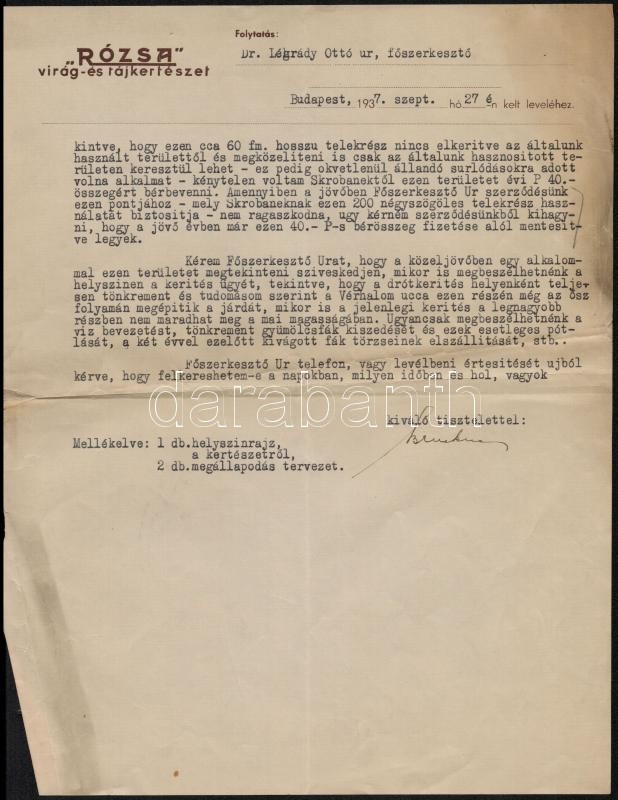 Folytatás:
„RÓZSA"
virág-és tájkertészet
Dr. Légrády Ottó ur, főszerkesztő
Budapest, 1937. szept. hó 27 é-n kelt leveléhez.
kintve, hogy ezen cca 60 fm. hosszu telekrész nincs elkeritve az általunk
használt területtől és megközeliteni is csak az általunk hasznositott te-
rületen keresztül lehet - ez pedig okvetlenül állandó surlódásokra adott
volna alkalmat - kénytelen voltam Skrobanektől ezen területet évi P 40.-
összegért bérbevenni. Amennyiben a jövőben Főszerkesztő Ur szerződésünk
ezen pontjához - mely Skrobaneknek ezen 200 négyszögöles telekrész hasz-
nálatát biztositja - nem ragaszkodna, ugy kérném szerződésünkből kihagy-
ni, hogy a jövő évben már ezen 40.- P-s bérösszeg fizetése alól mentesit-
ve legyek.
Kérem Főszerkesztő Urat, hogy a közeljövőben egy alkalom-
mal ezen területet megtekinteni sziveskedjen, mikor is megbeszélhetnénk a
helyszinen a kerités ügyét, tekintve, hogy a drótkerités helyenként telje-
sen tönkrement és tudomásom szerint a Vérhalom ucca ezen részén még az ősz
folyamán megépitik a járdát, mikor is a jelenlegi kerités a legnagyobb
részben nem maradhat meg a mai magasságában. Ugyancsak megbeszélhetnénk a
viz bevezetést, tönkrement gyümölcsfák kiszedését és ezek esetleges pót-
lását, a két évvel ezelőtt kivágott fák törzseinek elszállitását, stb..
Főszerkesztő Ur telefon, vagy levélbeni értesitését ujból
kérve, hogy felkereshetem-e a napokban, milyen időben és hol, vagyok
darabanth
kiváló tisztelettel:
Mellékelve: 1 db.helyszinrajz,
a kertészetről,
2 db.megállapodás tervezet.